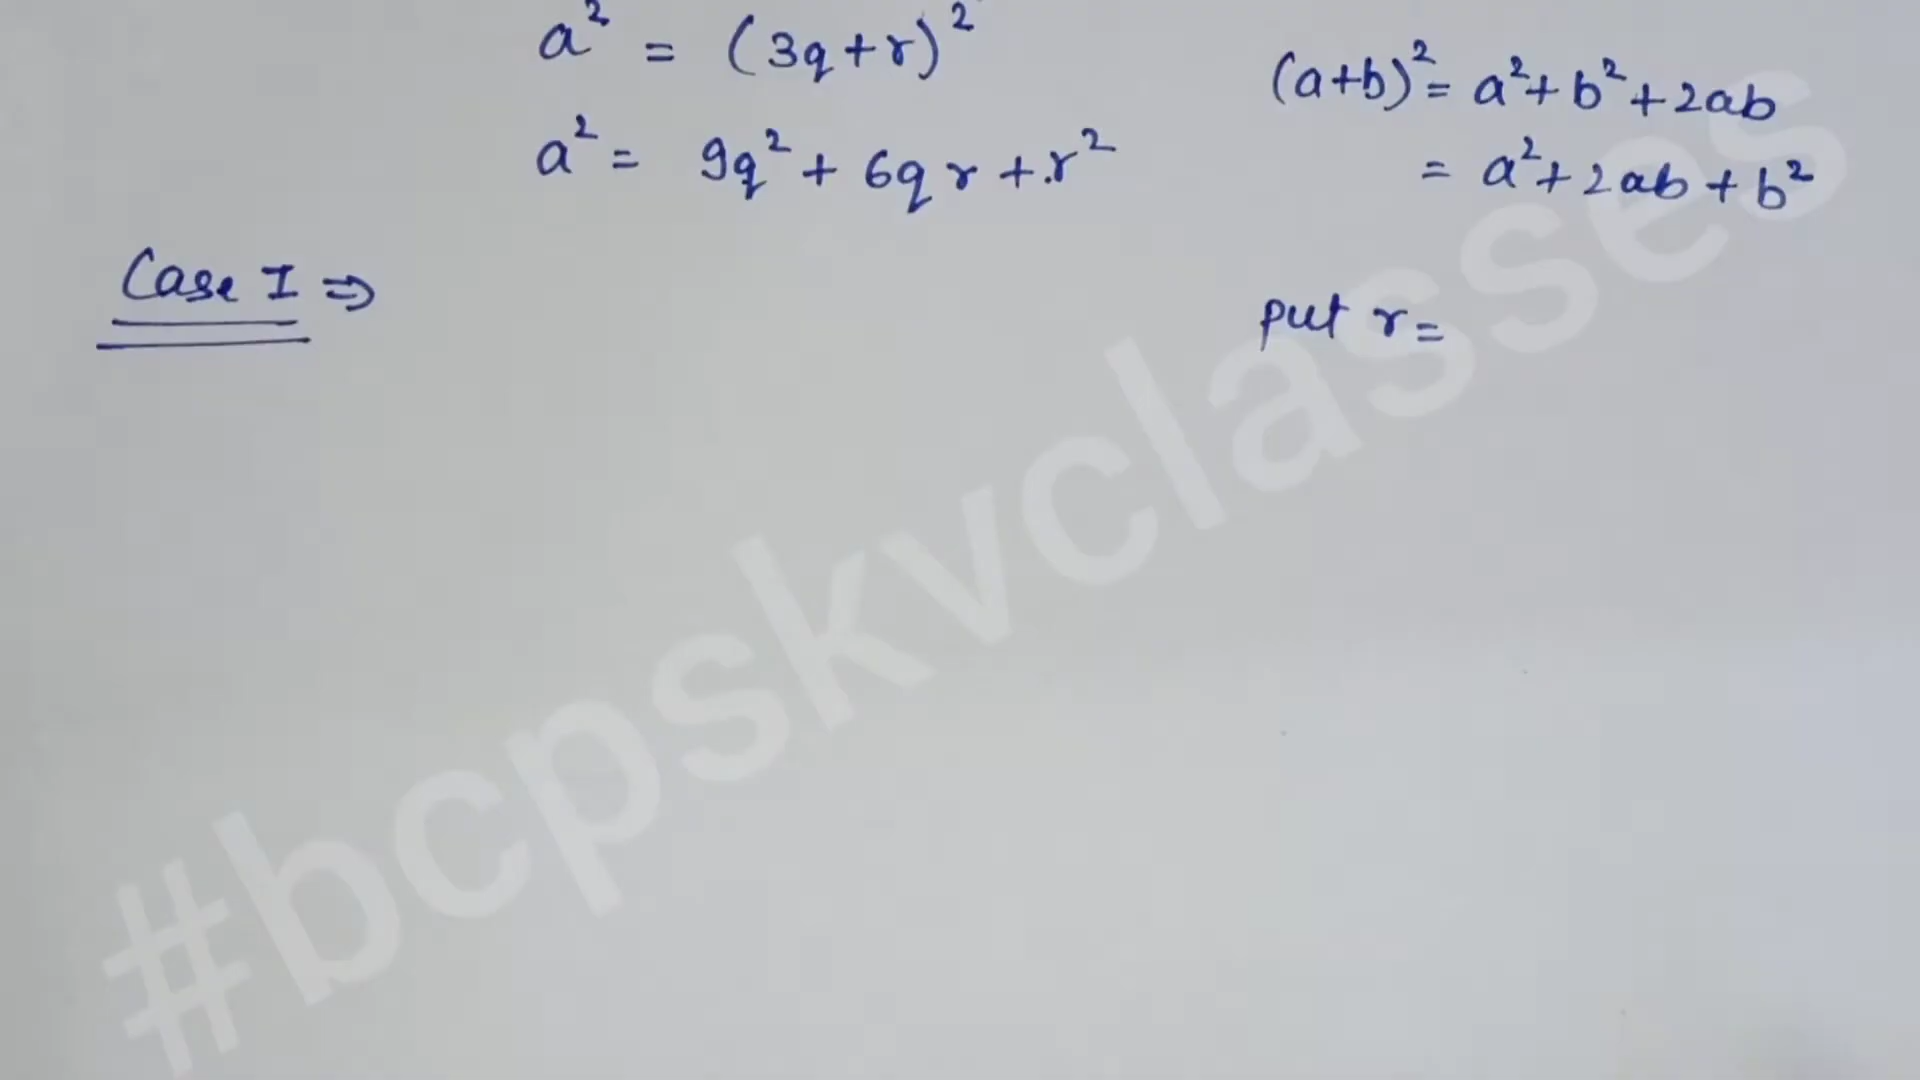 a² = (3q+r)²
a² = 9q² + 6qr + r²
(a+b)² = a² + b² + 2ab
= a² + 2ab + b²
Case I ⇒
put r =
#bcpskvclasses